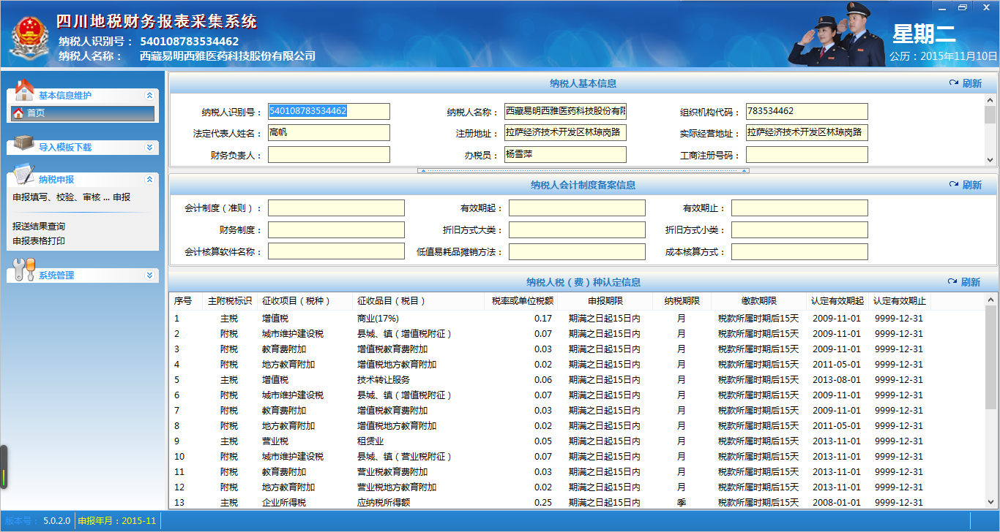 四川地税财务报表采集系统
纳税人识别号： 540108783534462
纳税人名称： 西藏易明西雅医药科技股份有限公司
星期二
公历：2015年11月10日
基本信息维护
首页
导入模板下载
纳税申报
申报填写、校验、审核 ... 申报
报送结果查询
申报表格打印
系统管理
纳税人基本信息 刷新
纳税人识别号： 540108783534462 纳税人名称： 西藏易明西雅医药科技股份有限 组织机构代码： 783534462
法定代表人姓名： 高帆 注册地址： 拉萨经济技术开发区林琼岗路 实际经营地址： 拉萨经济技术开发区林琼岗路
财务负责人： 办税员： 杨雪萍 工商注册号码：
纳税人会计制度备案信息 刷新
会计制度（准则）： 有效期起： 有效期止：
财务制度： 折旧方式大类： 折旧方式小类：
会计核算软件名称： 低值易耗品摊销方法： 成本核算方式：
纳税人税（费）种认定信息 刷新
序号 主附税标识 征收项目（税种） 征收品目（税目） 税率或单位税额 申报期限 纳税期限 缴款期限 认定有效期起 认定有效期止
1 主税 增值税 商业(17%) 0.17 期满之日起15日内 月 税款所属时期后15天 2009-11-01 9999-12-31
2 附税 城市维护建设税 县城、镇（增值税附征） 0.07 期满之日起15日内 月 税款所属时期后15天 2009-11-01 9999-12-31
3 附税 教育费附加 增值税教育费附加 0.03 期满之日起15日内 月 税款所属时期后15天 2009-11-01 9999-12-31
4 附税 地方教育附加 增值税地方教育附加 0.02 期满之日起15日内 月 税款所属时期后15天 2011-05-01 9999-12-31
5 主税 增值税 技术转让服务 0.06 期满之日起15日内 月 税款所属时期后15天 2013-08-01 9999-12-31
6 附税 城市维护建设税 县城、镇（增值税附征） 0.07 期满之日起15日内 月 税款所属时期后15天 2009-11-01 9999-12-31
7 附税 教育费附加 增值税教育费附加 0.03 期满之日起15日内 月 税款所属时期后15天 2009-11-01 9999-12-31
8 附税 地方教育附加 增值税地方教育附加 0.02 期满之日起15日内 月 税款所属时期后15天 2011-05-01 9999-12-31
9 主税 营业税 租赁业 0.05 期满之日起15日内 月 税款所属时期后15天 2013-11-01 9999-12-31
10 附税 城市维护建设税 县城、镇（营业税附征） 0.07 期满之日起15日内 月 税款所属时期后15天 2013-11-01 9999-12-31
11 附税 教育费附加 营业税教育费附加 0.03 期满之日起15日内 月 税款所属时期后15天 2013-11-01 9999-12-31
12 附税 地方教育附加 营业税地方教育附加 0.02 期满之日起15日内 月 税款所属时期后15天 2013-11-01 9999-12-31
13 主税 企业所得税 应纳税所得额 0.25 期满之日起15日内 季 税款所属时期后15天 2008-01-01 9999-12-31
版本号： 5.0.2.0 申报年月：2015-11